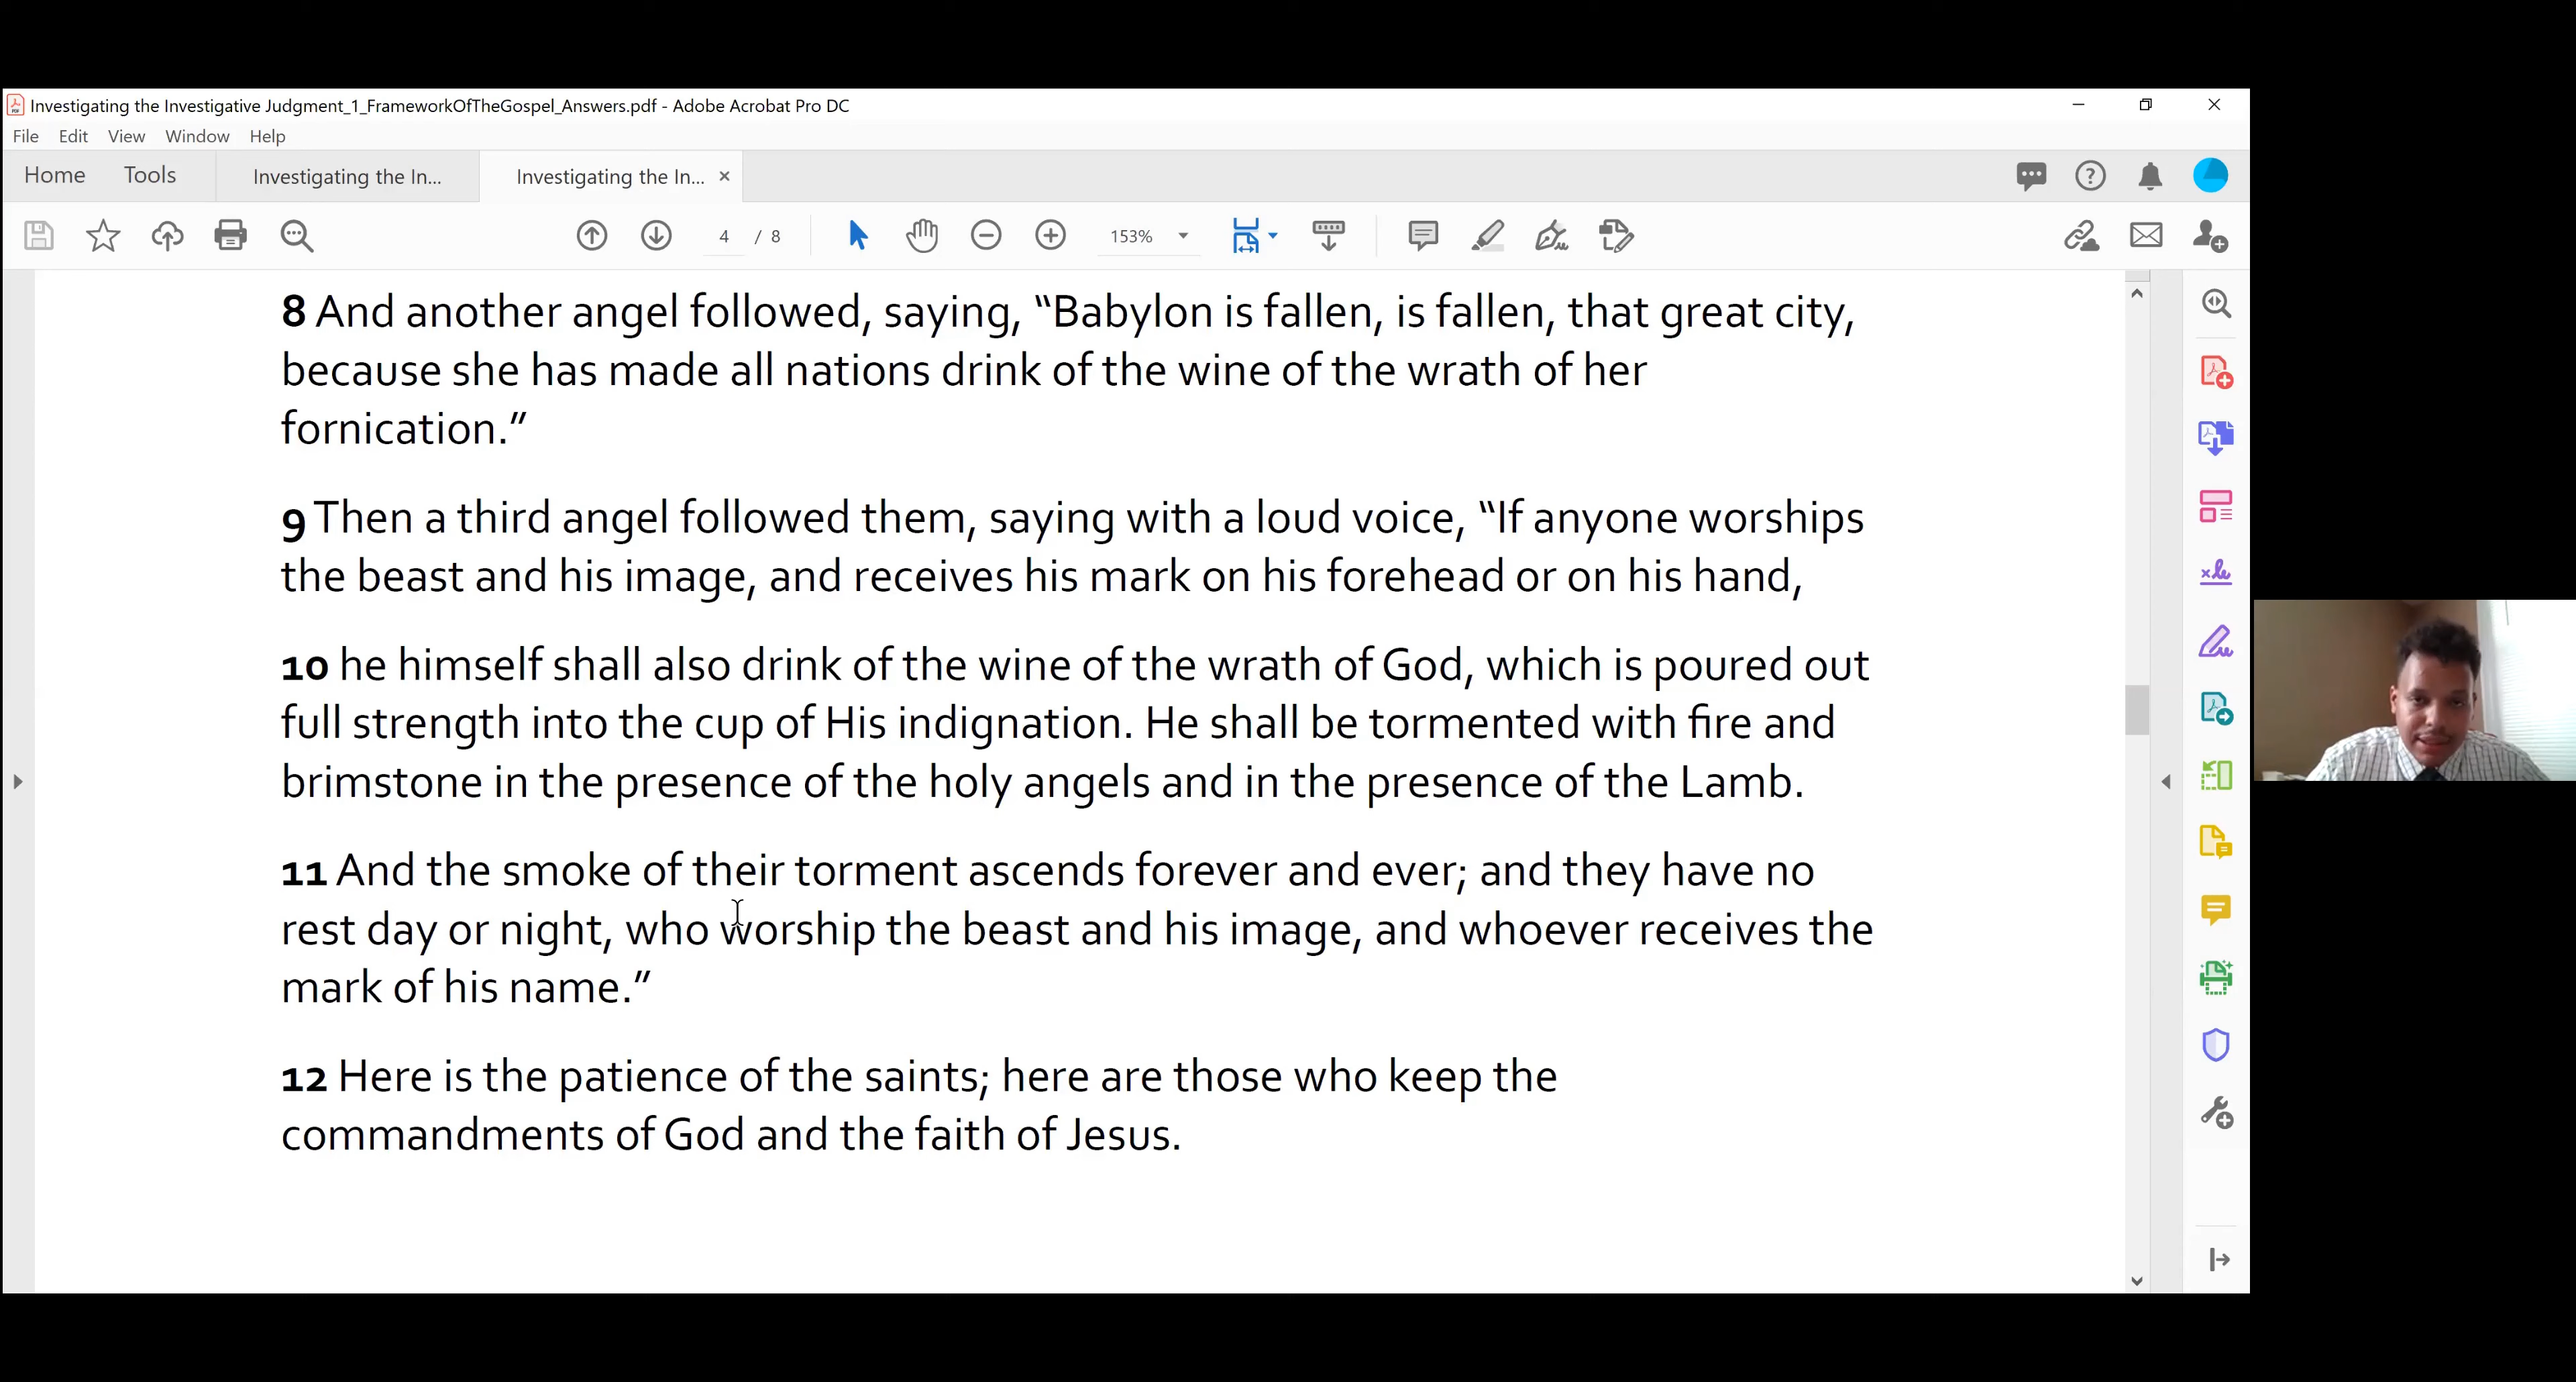 Investigating the Investigative Judgment_1_FrameworkOfTheGospel_Answers.pdf - Adobe Acrobat Pro DC
File Edit View Window Help
Home Tools Investigating the In... Investigating the In...
4 / 8 153%
8 And another angel followed, saying, “Babylon is fallen, is fallen, that great city,
because she has made all nations drink of the wine of the wrath of her
fornication.”
9 Then a third angel followed them, saying with a loud voice, “If anyone worships
the beast and his image, and receives his mark on his forehead or on his hand,
10 he himself shall also drink of the wine of the wrath of God, which is poured out
full strength into the cup of His indignation. He shall be tormented with fire and
brimstone in the presence of the holy angels and in the presence of the Lamb.
11 And the smoke of their torment ascends forever and ever; and they have no
rest day or night, who worship the beast and his image, and whoever receives the
mark of his name.”
12 Here is the patience of the saints; here are those who keep the
commandments of God and the faith of Jesus.